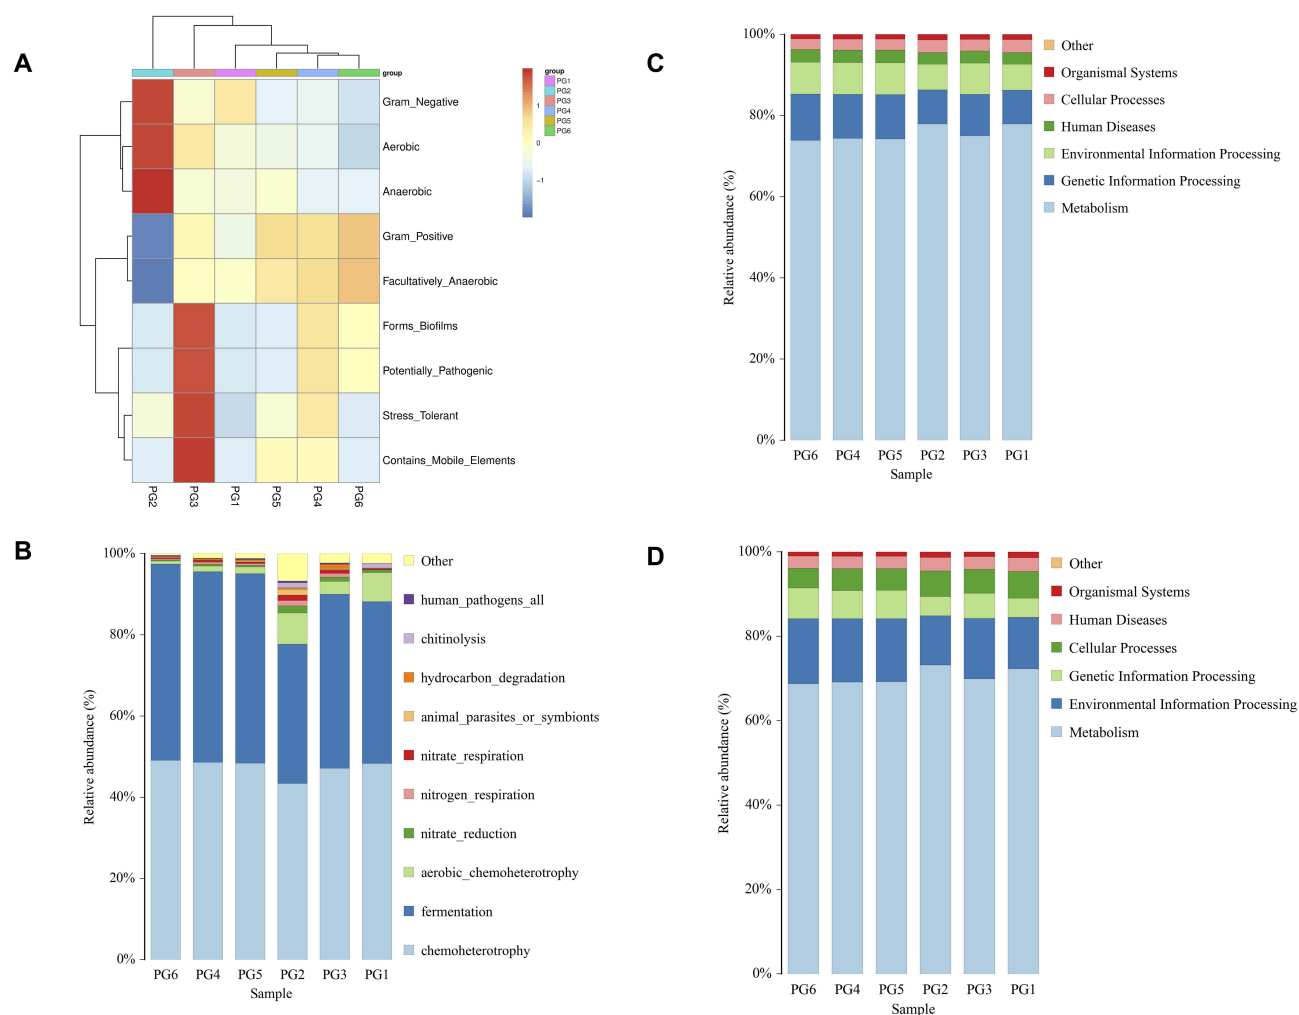 A
group
Gram_Negative
Aerobic
Anaerobic
Gram_Positive
Facultatively_Anaerobic
Forms_Biofilms
Potentially_Pathogenic
Stress_Tolerant
Contains_Mobile_Elements
PG2
PG3
PG1
PG5
PG4
PG6
1
0
−1
group
PG1
PG2
PG3
PG4
PG5
PG6
C
Relative abundance (%)
100%
80%
60%
40%
20%
0%
PG6 PG4 PG5 PG2 PG3 PG1
Sample
Other
Organismal Systems
Cellular Processes
Human Diseases
Environmental Information Processing
Genetic Information Processing
Metabolism
B
Relative abundance (%)
100%
80%
60%
40%
20%
0%
PG6 PG4 PG5 PG2 PG3 PG1
Sample
Other
human_pathogens_all
chitinolysis
hydrocarbon_degradation
animal_parasites_or_symbionts
nitrate_respiration
nitrogen_respiration
nitrate_reduction
aerobic_chemoheterotrophy
fermentation
chemoheterotrophy
D
Relative abundance (%)
100%
80%
60%
40%
20%
0%
PG6 PG4 PG5 PG2 PG3 PG1
Sample
Other
Organismal Systems
Human Diseases
Cellular Processes
Genetic Information Processing
Environmental Information Processing
Metabolism